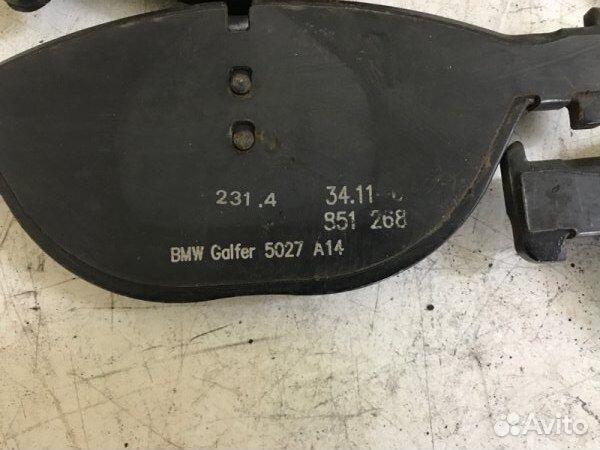 231.4 34.11
851 268
BMW Galfer 5027 A14
Avito